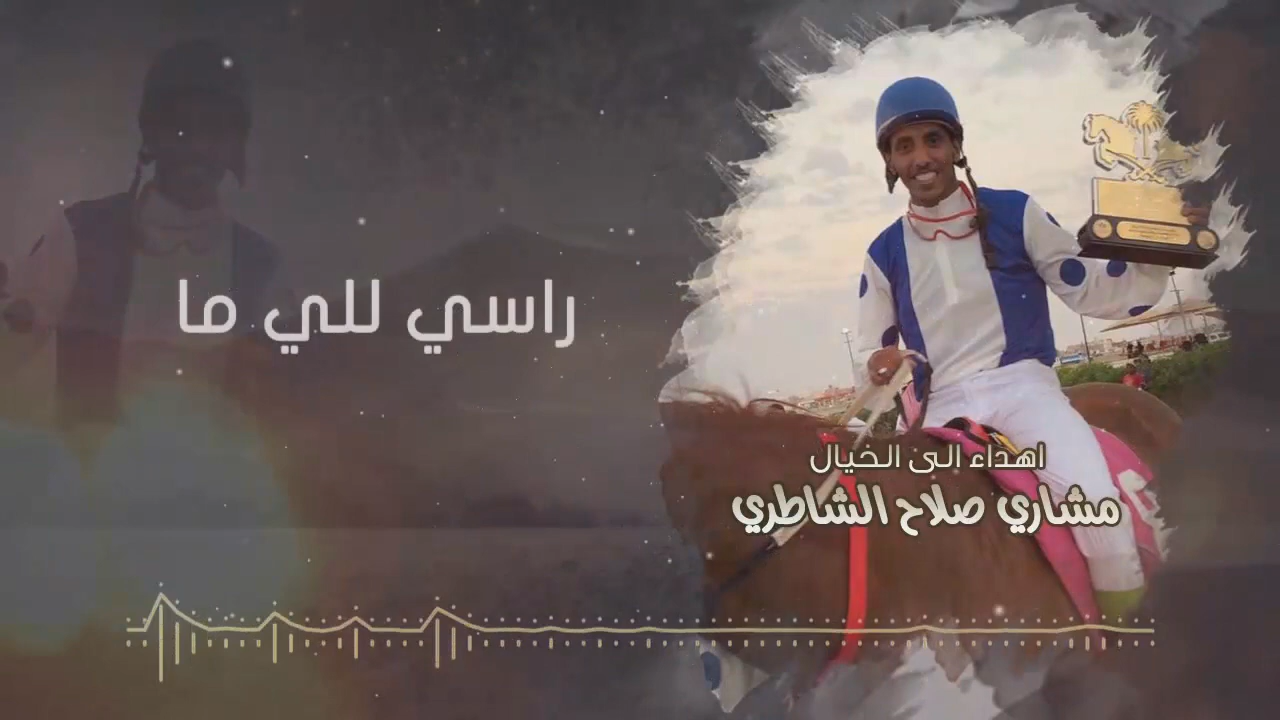 راسي للي ما
اهداء الى الخيال
مشاري صلاح الشاطري